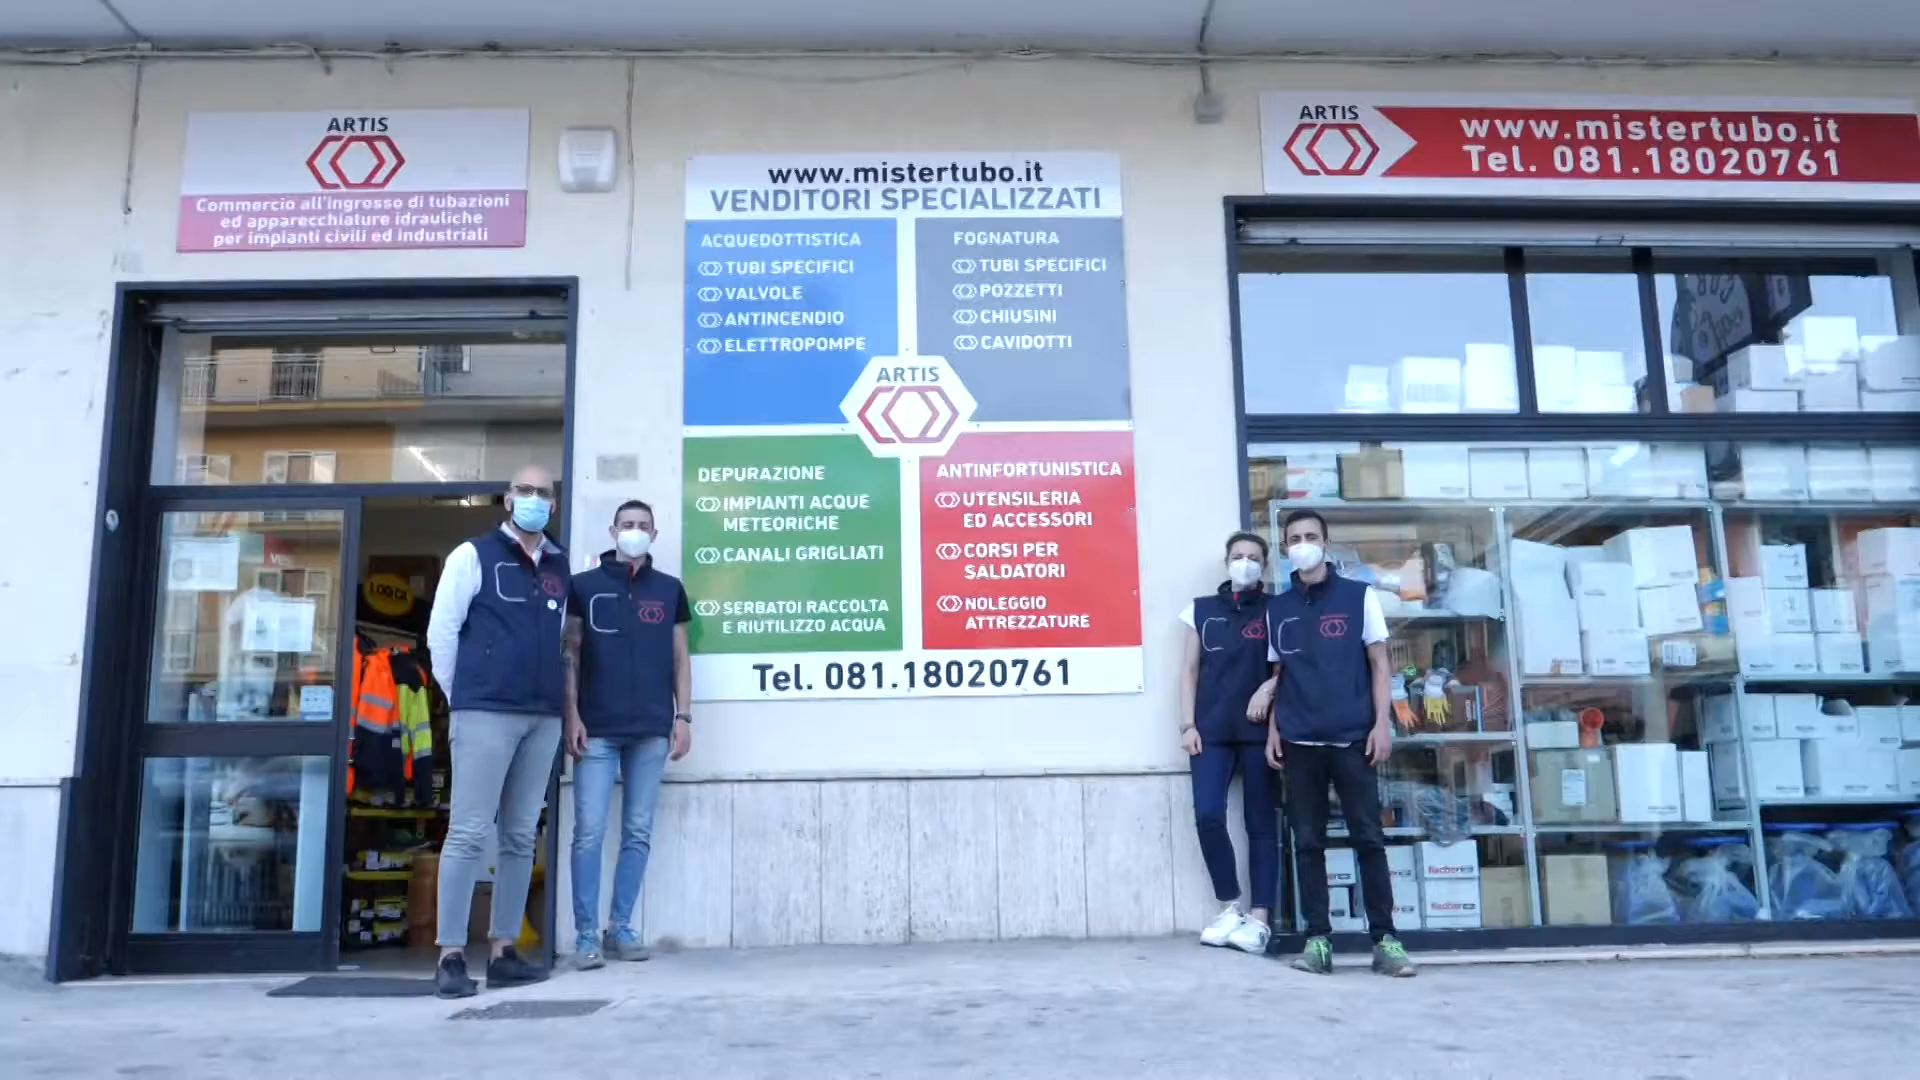 ARTIS
Commercio all'ingrosso di tubazioni
ed apparecchiature idrauliche
per impianti civili ed industriali
www.mistertubo.it
VENDITORI SPECIALIZZATI
ACQUEDOTTISTICA
TUBI SPECIFICI
VALVOLE
ANTINCENDIO
ELETTROPOMPE
FOGNATURA
TUBI SPECIFICI
POZZETTI
CHIUSINI
CAVIDOTTI
ARTIS
DEPURAZIONE
IMPIANTI ACQUE
METEORICHE
CANALI GRIGLIATI
SERBATOI RACCOLTA
E RIUTILIZZO ACQUA
ANTINFORTUNISTICA
UTENSILERIA
ED ACCESSORI
CORSI PER
SALDATORI
NOLEGGIO
ATTREZZATURE
Tel. 081.18020761
ARTIS
www.mistertubo.it
Tel. 081.18020761
LOGICA
fischer
fischer